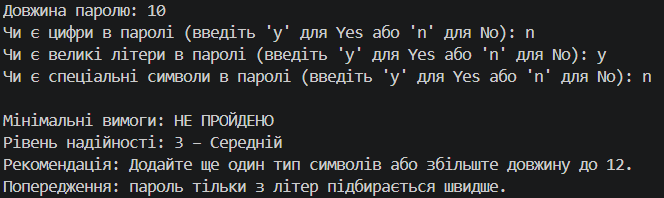 Довжина паролю: 10
Чи є цифри в паролі (введіть 'y' для Yes або 'n' для No): n
Чи є великі літери в паролі (введіть 'y' для Yes або 'n' для No): y
Чи є спеціальні символи в паролі (введіть 'y' для Yes або 'n' для No): n
Мінімальні вимоги: НЕ ПРОЙДЕНО
Рівень надійності: 3 – Середній
Рекомендація: Додайте ще один тип символів або збільште довжину до 12.
Попередження: пароль тільки з літер підбирається швидше.